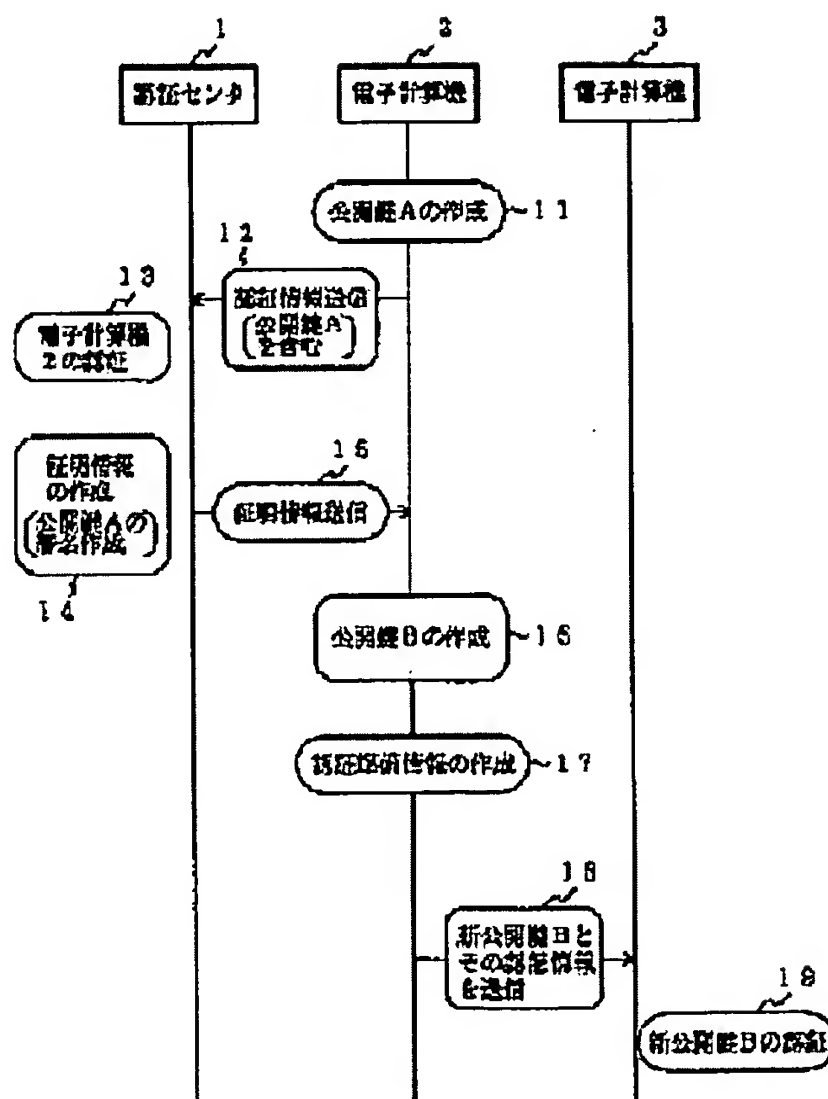 1
2
3
認証センタ
電子計算機
電子計算機
公開鍵Aの作成
11
12
認証情報送信
公開鍵A
を含む
13
電子計算機
2の認証
証明情報
の作成
公開鍵Aの
署名作成
14
15
証明情報送信
公開鍵Bの作成
16
情報の作成
17
18
新公開鍵Bと
その認証情報
を送信
19
新公開鍵Bの認証